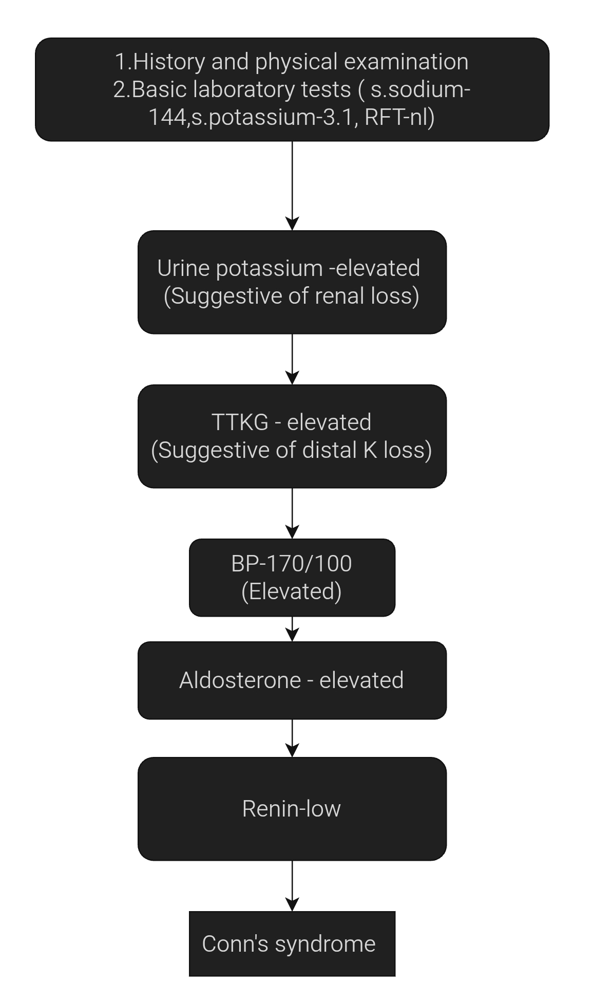 1.History and physical examination
2.Basic laboratory tests ( s.sodium-
144,s.potassium-3.1, RFT-nl)
Urine potassium -elevated
(Suggestive of renal loss)
TTKG - elevated
(Suggestive of distal K loss)
BP-170/100
(Elevated)
Aldosterone - elevated
Renin-low
Conn's syndrome